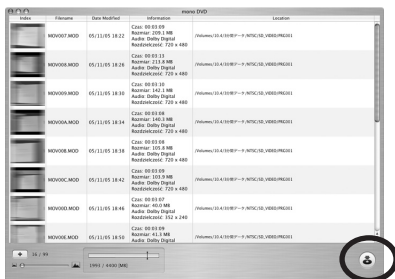 mono DVD
Index Filename Date Modified Information Location
MOV007.MOD 05/11/05 18:22 Czas: 00:03:09
Rozmiar: 209.1 MB
Audio: Dolby Digital
Rozdzielczość: 720 x 480
MOV008.MOD 05/11/05 18:26 Czas: 00:03:13
Rozmiar: 213.8 MB
Audio: Dolby Digital
Rozdzielczość: 720 x 480
MOV009.MOD 05/11/05 18:30 Czas: 00:03:10
Rozmiar: 142.1 MB
Audio: Dolby Digital
Rozdzielczość: 720 x 480
MOV00A.MOD 05/11/05 18:34 Czas: 00:03:08
Rozmiar: 140.3 MB
Audio: Dolby Digital
Rozdzielczość: 720 x 480
MOV00B.MOD 05/11/05 18:38 Czas: 00:03:08
Rozmiar: 105.8 MB
Audio: Dolby Digital
Rozdzielczość: 720 x 480
MOV00C.MOD 05/11/05 18:42 Czas: 00:03:09
Rozmiar: 103.9 MB
Audio: Dolby Digital
Rozdzielczość: 720 x 480
MOV00D.MOD 05/11/05 18:46 Czas: 00:03:07
Rozmiar: 40.0 MB
Audio: Dolby Digital
Rozdzielczość: 352 x 240
MOV00E.MOD 05/11/05 18:50 Czas: 00:03:09
Rozmiar: 41.3 MB
Audio: Dolby Digital
16 / 99
1993 / 4400 [MB]